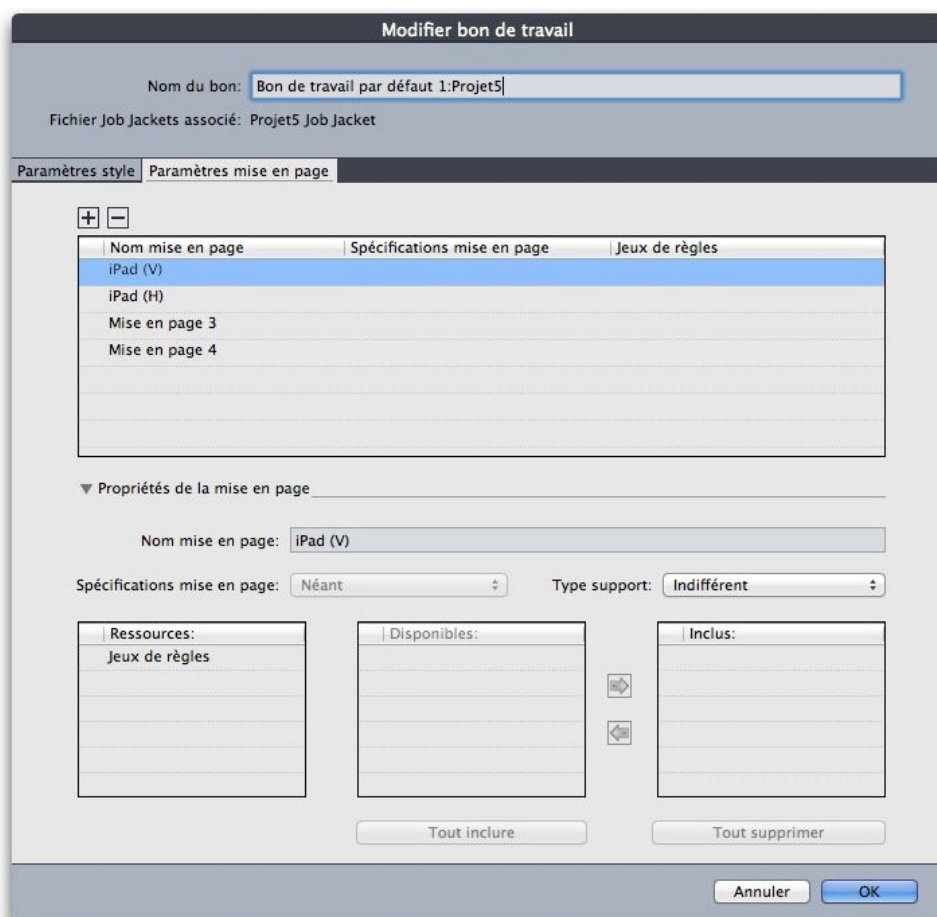 Modifier bon de travail
Nom du bon: Bon de travail par défaut 1:Projet5
Fichier Job Jackets associé: Projet5 Job Jacket
Paramètres style Paramètres mise en page
Nom mise en page Spécifications mise en page Jeux de règles
iPad (V)
iPad (H)
Mise en page 3
Mise en page 4
Propriétés de la mise en page
Nom mise en page: iPad (V)
Spécifications mise en page: Néant Type support: Indifférent
Ressources: Disponibles: Inclus:
Jeux de règles
Tout inclure Tout supprimer
Annuler OK